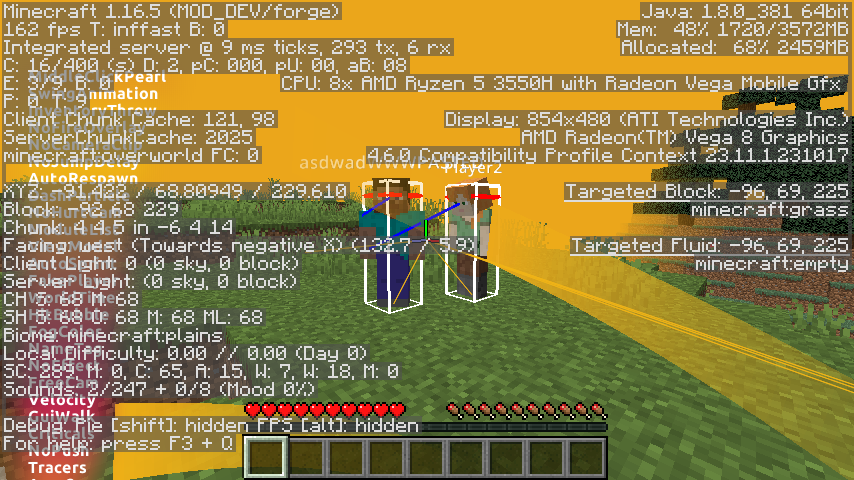 Minecraft 1.16.5 (MOD_DEV/forge)
162 fps T: inffast B: 0
Integrated server @ 9 ms ticks, 293 tx, 6 rx
C: 16/400 (s) D: 2, pC: 000, pU: 00, aB: 08
Client Chunk Cache: 121, 98
ServerChunkCache: 2025
minecraft:overworld FC: 0
Block: -92 68 229
Chunk: 4 4 5 in -6 4 14
Facing: west (Towards negative X) (132.7 / 5.9)
Client Light: 0 (0 sky, 0 block)
Server Light: (0 sky, 0 block)
CH S: 68 M: 68
SH S: 68 O: 68 M: 68 ML: 68
Biome: minecraft:plains
Local Difficulty: 0.00 // 0.00 (Day 0)
SC: 289, M: 0, C: 65, A: 15, W: 7, W: 18, M: 0
Sounds: 2/247 + 0/8 (Mood 0%)
Debug: Pie [shift]: hidden FPS [alt]: hidden
For help: press F3 + Q
Java: 1.8.0_381 64bit
Mem: 48% 1720/3572MB
Allocated: 68% 2459MB
CPU: 8x AMD Ryzen 5 3550H with Radeon Vega Mobile Gfx
Display: 854x480 (ATI Technologies Inc.)
AMD Radeon(TM) Vega 8 Graphics
4.6.0 Compatibility Profile Context 23.11.1.231017
Targeted Block: -96, 69, 225
minecraft:grass
Targeted Fluid: -96, 69, 225
minecraft:empty
Player2
AutoRespawn
FreeCam
Velocity
GuiWalk
Criticals
NoPush
Tracers